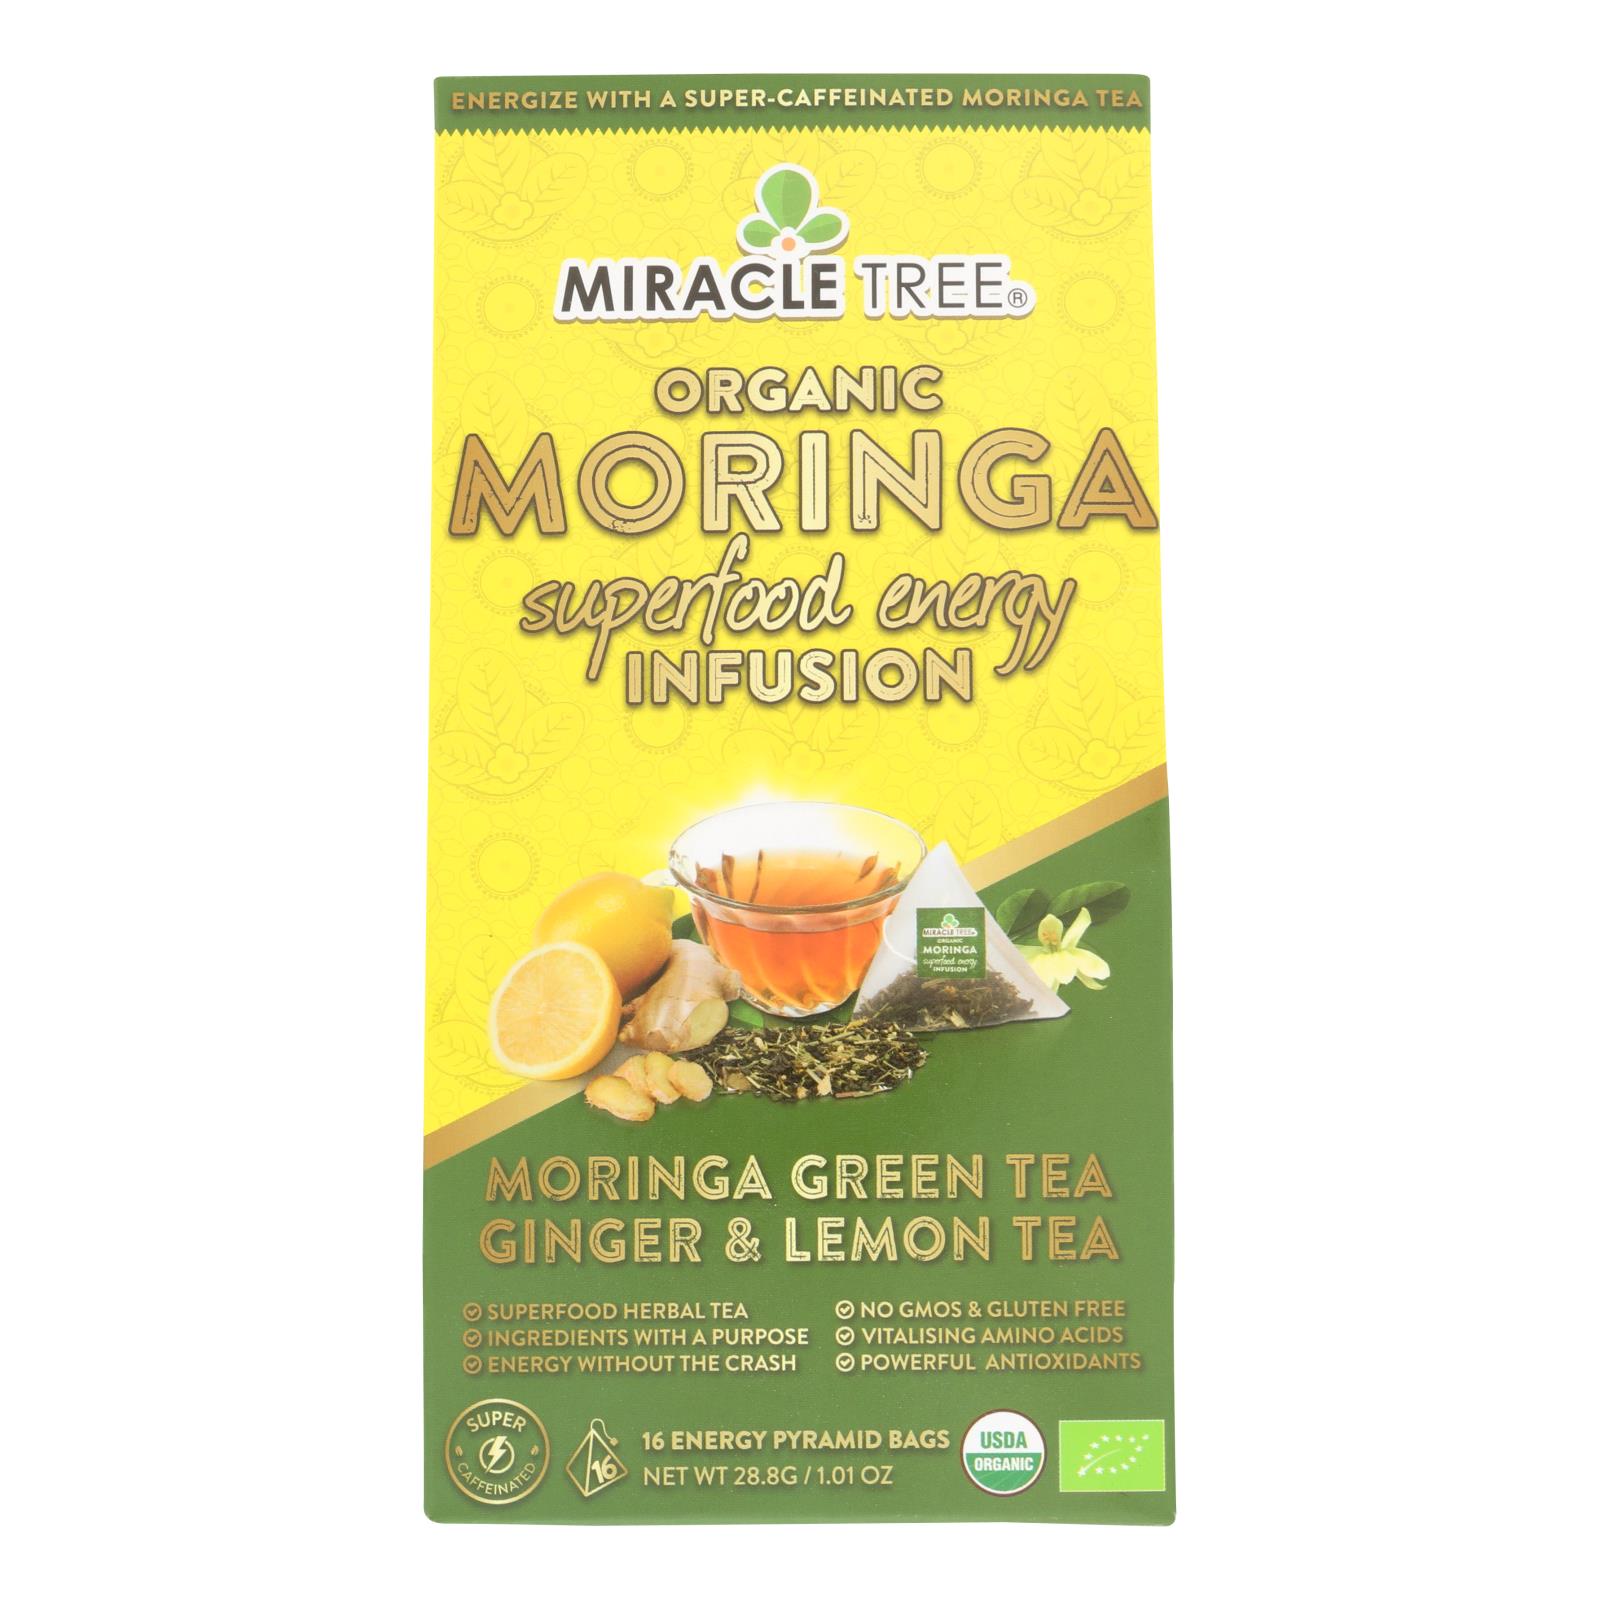 ENERGIZE WITH A SUPER-CAFFEINATED MORINGA TEA
MIRACLE TREE®
ORGANIC
MORINGA
superfood energy
INFUSION
MIRACLE TREE
ORGANIC
MORINGA
superfood energy
INFUSION
MORINGA GREEN TEA
GINGER & LEMON TEA
SUPERFOOD HERBAL TEA
INGREDIENTS WITH A PURPOSE
ENERGY WITHOUT THE CRASH
NO GMOS & GLUTEN FREE
VITALISING AMINO ACIDS
POWERFUL ANTIOXIDANTS
SUPER
CAFFEINATED
16
16 ENERGY PYRAMID BAGS
NET WT 28.8G / 1.01 OZ
USDA
ORGANIC